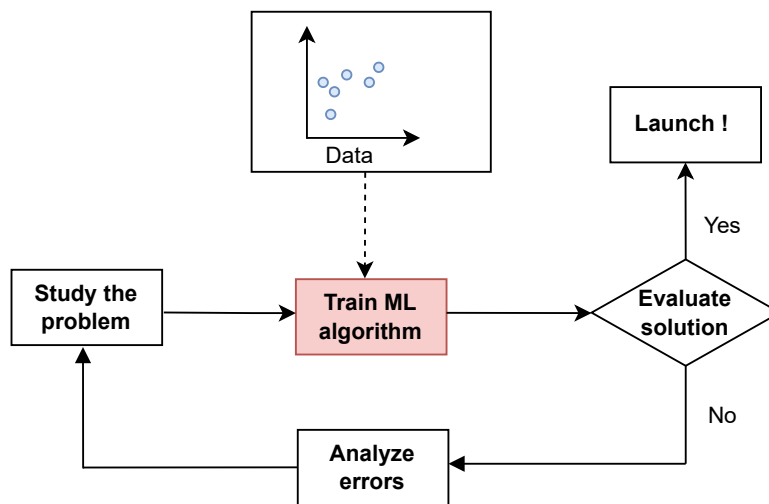 Data
Launch !
Yes
Study the
problem
Train ML
algorithm
Evaluate
solution
No
Analyze
errors